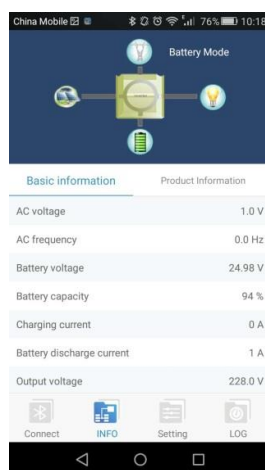 China Mobile 76% 10:18
Battery Mode
Basic information Product Information
AC voltage 1.0 V
AC frequency 0.0 Hz
Battery voltage 24.98 V
Battery capacity 94 %
Charging current 0 A
Battery discharge current 1 A
Output voltage 228.0 V
Connect INFO Setting LOG